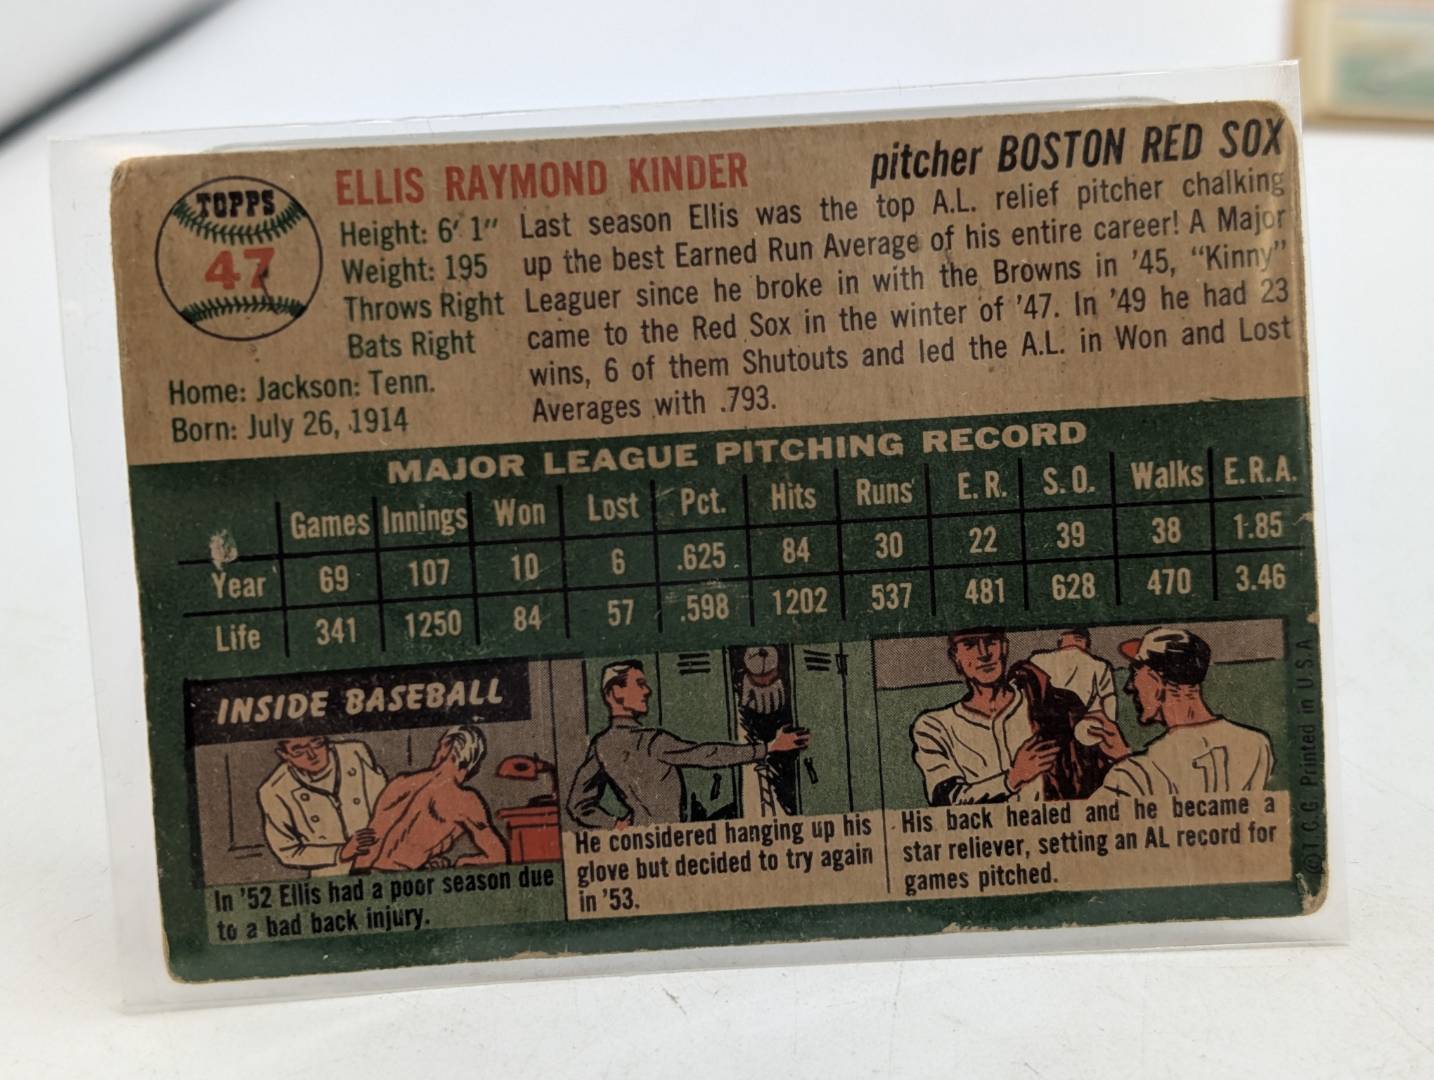 TOPPS
47
ELLIS RAYMOND KINDER
pitcher BOSTON RED SOX
Height: 6' 1"
Weight: 195
Throws Right
Bats Right
Home: Jackson: Tenn.
Born: July 26, 1914
Last season Ellis was the top A.L. relief pitcher chalking
up the best Earned Run Average of his entire career! A Major
Leaguer since he broke in with the Browns in '45, "Kinny"
came to the Red Sox in the winter of '47. In '49 he had 23
wins, 6 of them Shutouts and led the A.L. in Won and Lost
Averages with .793.
MAJOR LEAGUE PITCHING RECORD
Games Innings Won Lost Pct. Hits Runs E. R. S. O. Walks E.R.A.
Year 69 107 10 6 .625 84 30 22 39 38 1.85
Life 341 1250 84 57 .598 1202 537 481 628 470 3.46
INSIDE BASEBALL
In '52 Ellis had a poor season due
to a bad back injury.
He considered hanging up his
glove but decided to try again
in '53.
His back healed and he became a
star reliever, setting an AL record for
games pitched.
11
© T. C. G. Printed in U.S.A